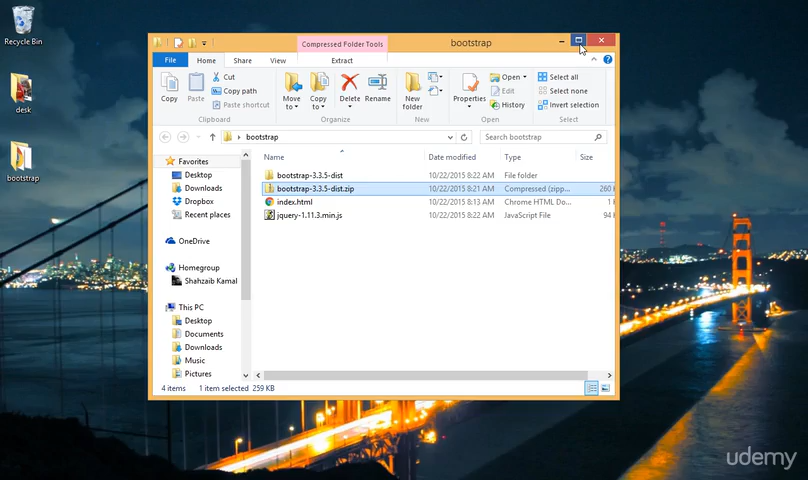 Recycle Bin
desk
bootstrap
Compressed Folder Tools
bootstrap
File
Home
Share
View
Extract
Copy
Paste
Cut
Copy path
Paste shortcut
Clipboard
Move to
Copy to
Delete
Rename
Organize
New folder
New
Properties
Open
Edit
History
Open
Select all
Select none
Invert selection
Select
bootstrap
Search bootstrap
Name
Date modified
Type
Size
bootstrap-3.3.5-dist 10/22/2015 8:22 AM File folder
bootstrap-3.3.5-dist.zip 10/22/2015 8:21 AM Compressed (zipp... 260
index.html 10/22/2015 8:13 AM Chrome HTML Do... 1
jquery-1.11.3.min.js 10/22/2015 8:22 AM JavaScript File 94
Favorites
Desktop
Downloads
Dropbox
Recent places
OneDrive
Homegroup
Shahzaib Kamal
This PC
Desktop
Documents
Downloads
Music
Pictures
4 items 1 item selected 259 KB
udemy